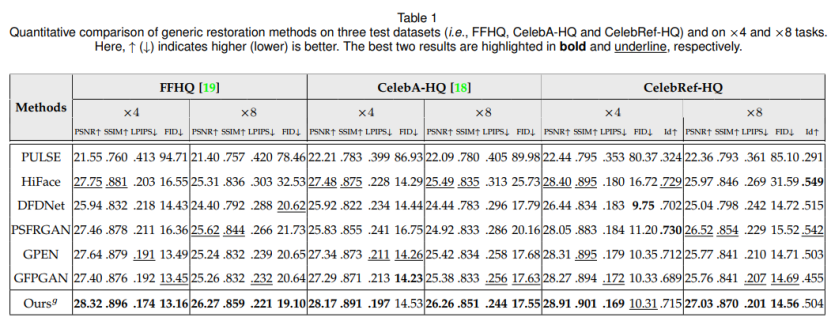 Table 1
Quantitative comparison of generic restoration methods on three test datasets (i.e., FFHQ, CelebA-HQ and CelebRef-HQ) and on ×4 and ×8 tasks.
Here, ↑ (↓) indicates higher (lower) is better. The best two results are highlighted in bold and underline, respectively.
Methods FFHQ [19] CelebA-HQ [18] CelebRef-HQ
×4 ×8 ×4 ×8 ×4 ×8
PSNR↑ SSIM↑ LPIPS↓ FID↓ PSNR↑ SSIM↑ LPIPS↓ FID↓ PSNR↑ SSIM↑ LPIPS↓ FID↓ PSNR↑ SSIM↑ LPIPS↓ FID↓ PSNR↑ SSIM↑ LPIPS↓ FID↓ Id↑ PSNR↑ SSIM↑ LPIPS↓ FID↓ Id↑
PULSE 21.55 .760 .413 94.71 21.40 .757 .420 78.46 22.21 .783 .399 86.93 22.09 .780 .405 89.98 22.44 .795 .353 80.37 .324 22.36 .793 .361 85.10 .291
HiFace 27.75 .881 .203 16.55 25.31 .836 .303 32.53 27.48 .875 .228 14.29 25.49 .835 .313 25.73 28.40 .895 .180 16.72 .729 25.97 .846 .269 31.59 .549
DFDNet 25.94 .832 .218 14.43 24.40 .792 .288 20.62 25.92 .822 .234 14.44 24.44 .783 .296 17.79 26.44 .834 .183 9.75 .702 25.04 .798 .242 14.72 .515
PSFRGAN 27.46 .878 .211 16.36 25.62 .844 .266 21.73 25.83 .855 .241 16.75 24.92 .833 .286 20.16 28.05 .883 .184 11.20 .730 26.52 .854 .229 15.52 .542
GPEN 27.64 .879 .191 13.49 25.24 .832 .239 20.65 27.34 .873 .211 14.26 25.42 .834 .258 17.68 28.31 .895 .179 10.35 .712 25.77 .841 .210 14.71 .503
GFPGAN 27.40 .876 .192 13.45 25.26 .832 .232 20.64 27.29 .871 .213 14.23 25.38 .833 .256 17.63 28.27 .894 .172 10.33 .689 25.76 .841 .207 14.69 .455
Ours^g 28.32 .896 .174 13.16 26.27 .859 .221 19.10 28.17 .891 .197 14.53 26.26 .851 .244 17.55 28.91 .901 .169 10.31 .715 27.03 .870 .201 14.56 .504